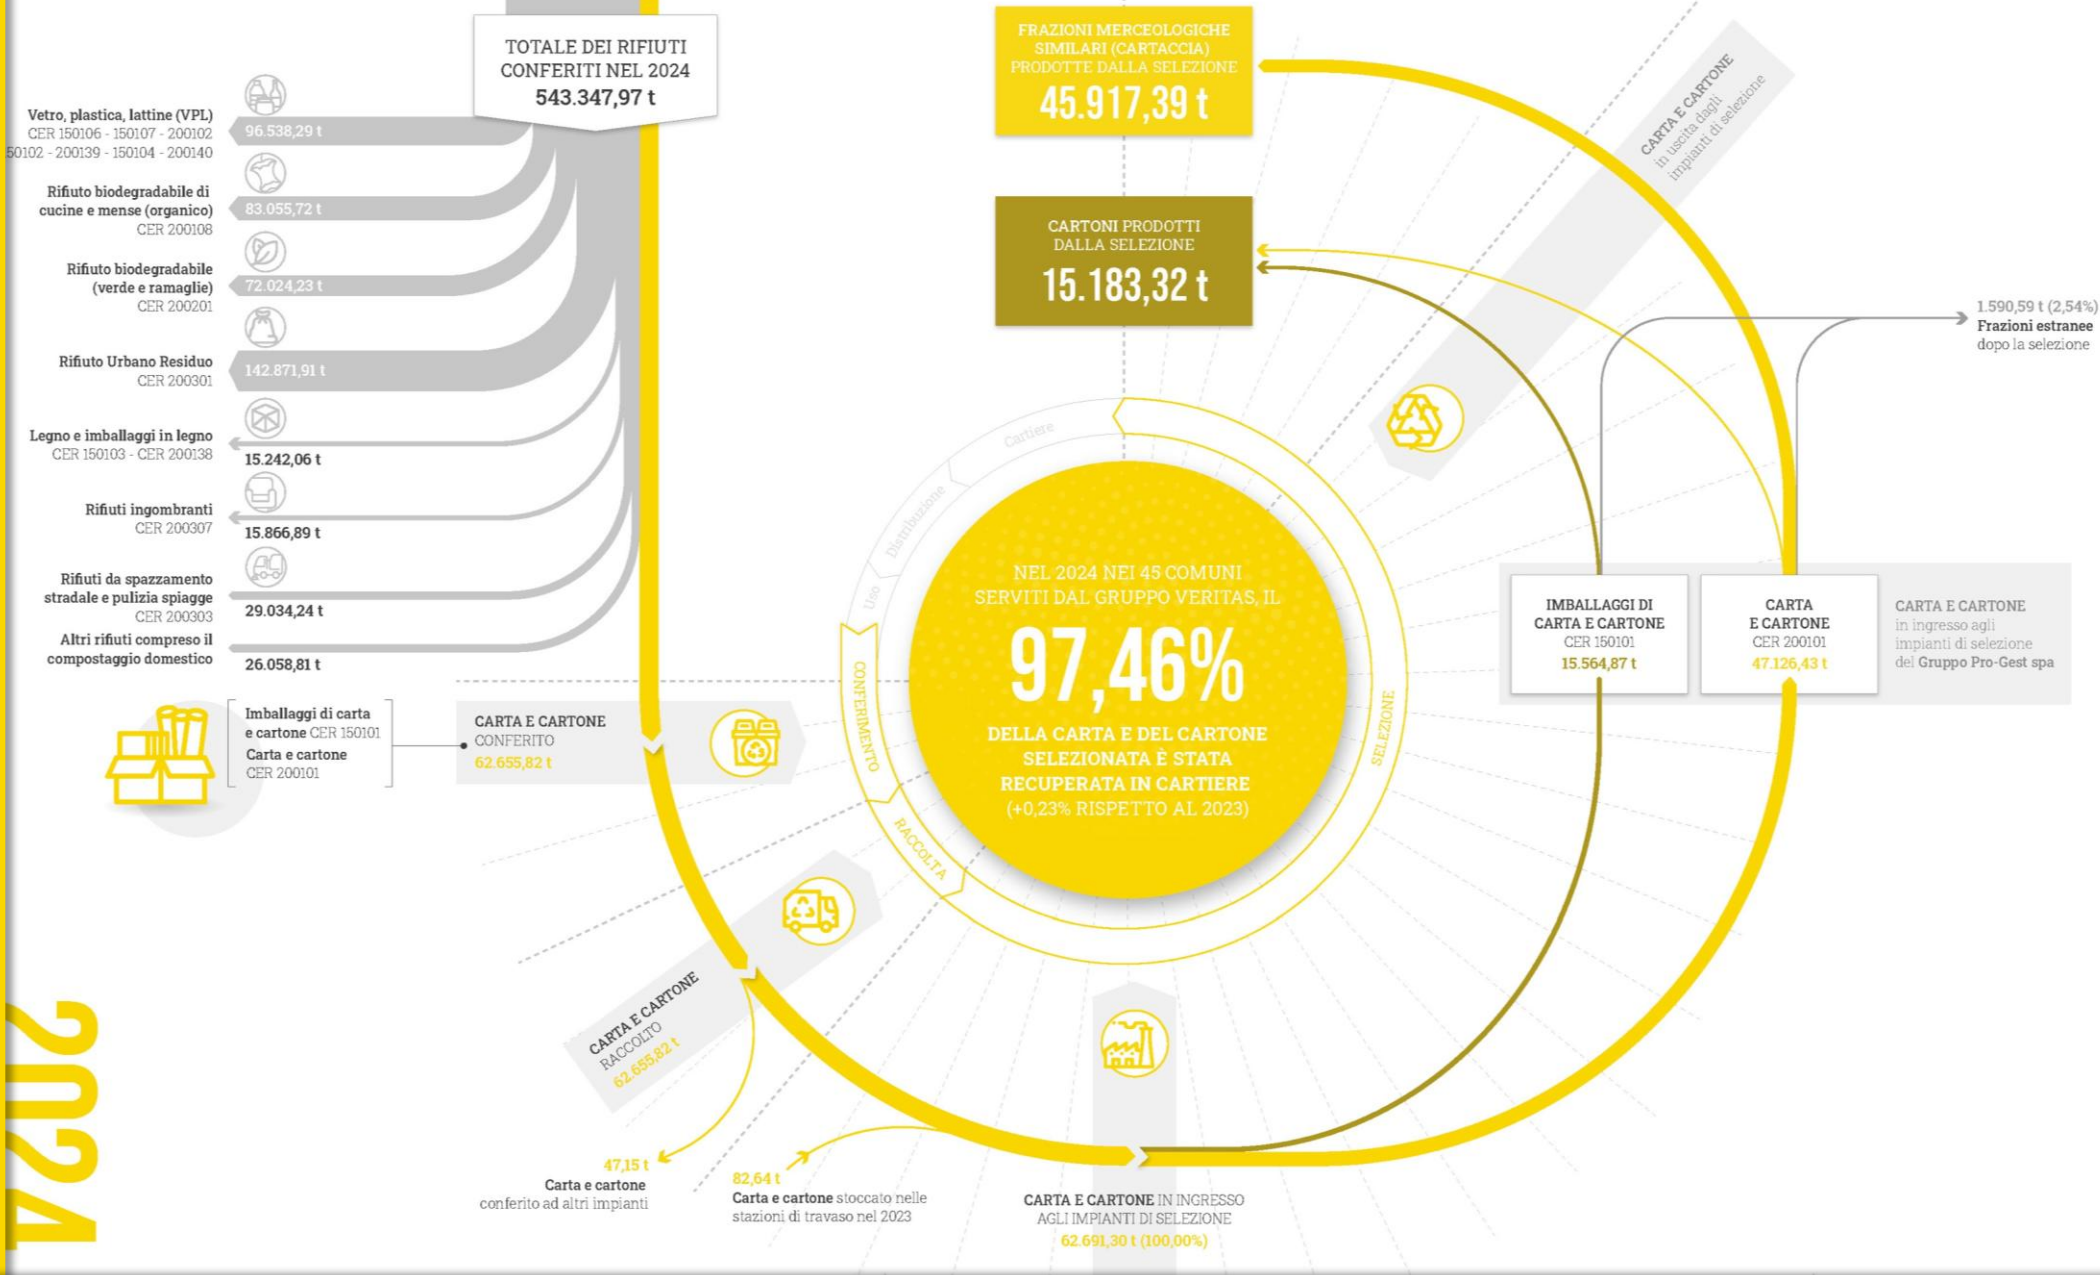 TOTALE DEI RIFIUTI
CONFERITI NEL 2024
543.347,97 t
Vetro, plastica, lattine (VPL)
CER 150106 - 150107 - 200102
50102 - 200139 - 150104 - 200140
96.538,29 t
Rifiuto biodegradabile di
cucine e mense (organico)
CER 200108
83.055,72 t
Rifiuto biodegradabile
(verde e ramaglie)
CER 200201
72.024,23 t
Rifiuto Urbano Residuo
CER 200301
142.871,91 t
Legno e imballaggi in legno
CER 150103 - CER 200138
15.242,06 t
Rifiuti ingombranti
CER 200307
15.866,89 t
Rifiuti da spazzamento
stradale e pulizia spiagge
CER 200303
29.034,24 t
Altri rifiuti compreso il
compostaggio domestico
26.058,81 t
Imballaggi di carta
e cartone CER 150101
Carta e cartone
CER 200101
CARTA E CARTONE
CONFERITO
62.655,82 t
CARTA E CARTONE
RACCOLTO
62.655,82 t
47,15 t
Carta e cartone
conferito ad altri impianti
82,64 t
Carta e cartone stoccato nelle
stazioni di travaso nel 2023
CARTA E CARTONE IN INGRESSO
AGLI IMPIANTI DI SELEZIONE
62.691,30 t (100,00%)
FRAZIONI MERCEOLOGICHE
SIMILARI (CARTACCIA)
PRODOTTE DALLA SELEZIONE
45.917,39 t
CARTONI PRODOTTI
DALLA SELEZIONE
15.183,32 t
CARTA E CARTONE
in uscita dagli
impianti di selezione
1.590,59 t (2,54%)
Frazioni estranee
dopo la selezione
IMBALLAGGI DI
CARTA E CARTONE
CER 150101
15.564,87 t
CARTA
E CARTONE
CER 200101
47.126,43 t
CARTA E CARTONE
in ingresso agli
impianti di selezione
del Gruppo Pro-Gest spa
Cartiere
Distribuzione
Uso
CONFERIMENTO
RACCOLTA
SELEZIONE
NEL 2024 NEI 45 COMUNI
SERVITI DAL GRUPPO VERITAS, IL
97,46%
DELLA CARTA E DEL CARTONE
SELEZIONATA È STATA
RECUPERATA IN CARTIERE
(+0,23% RISPETTO AL 2023)
2024